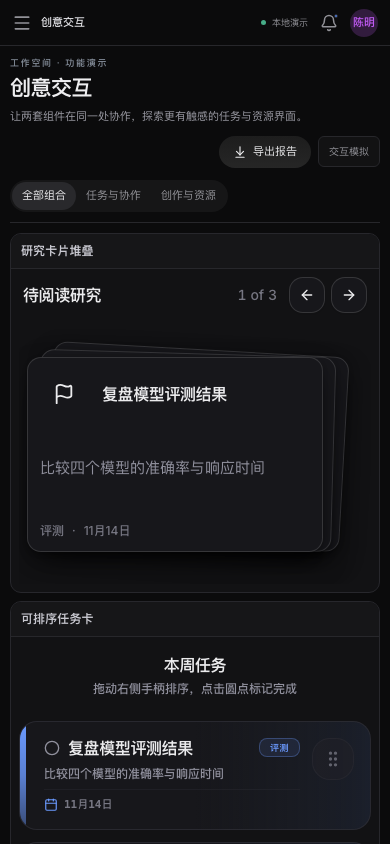 创意交互
本地演示
陈明
工作空间 · 功能演示
创意交互
让两套组件在同一处协作，探索更有触感的任务与资源界面。
导出报告
交互模拟
全部组合
任务与协作
创作与资源
研究卡片堆叠
待阅读研究
1 of 3
复盘模型评测结果
比较四个模型的准确率与响应时间
评测 · 11月14日
可排序任务卡
本周任务
拖动右侧手柄排序，点击圆点标记完成
复盘模型评测结果
评测
比较四个模型的准确率与响应时间
11月14日